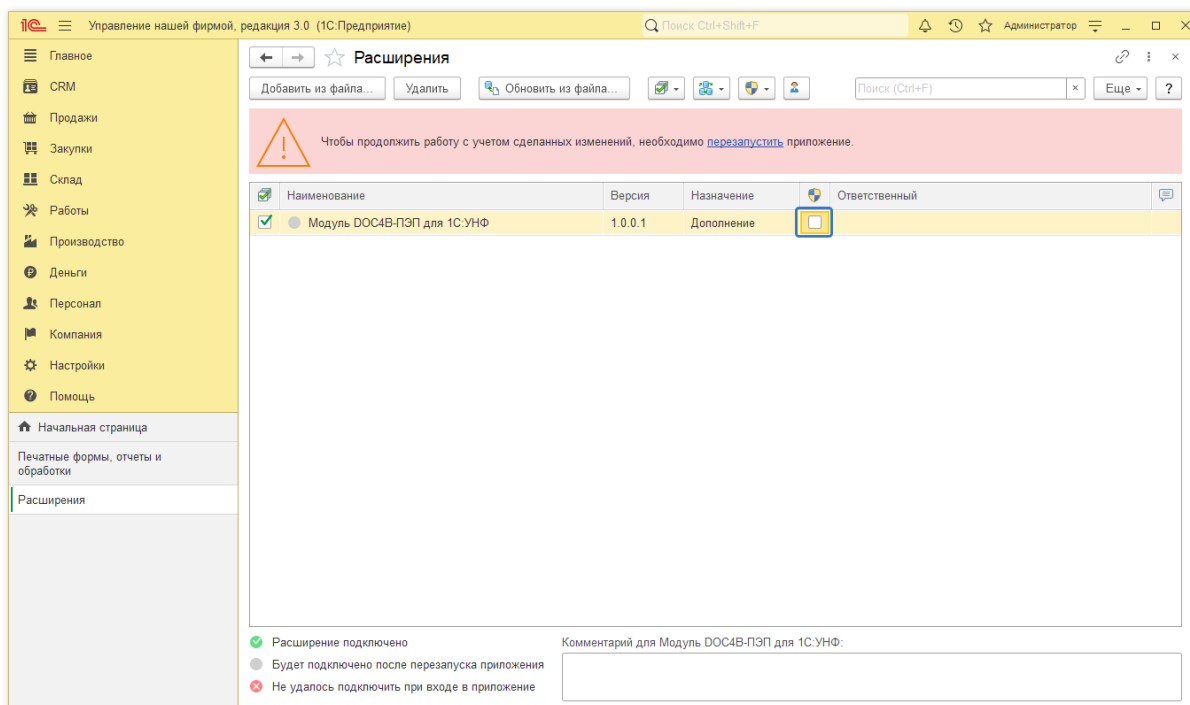 1С Управление нашей фирмой, редакция 3.0 (1С:Предприятие) Поиск Ctrl+Shift+F Администратор
Главное
CRM
Продажи
Закупки
Склад
Работы
Производство
Деньги
Персонал
Компания
Настройки
Помощь
Начальная страница
Печатные формы, отчеты и
обработки
Расширения
Расширения
Добавить из файла... Удалить Обновить из файла... Поиск (Ctrl+F) × Еще ?
Чтобы продолжить работу с учетом сделанных изменений, необходимо перезапустить приложение.
Наименование Версия Назначение Ответственный
Модуль DOC4B-ПЭП для 1С:УНФ 1.0.0.1 Дополнение
Расширение подключено
Будет подключено после перезапуска приложения
Не удалось подключить при входе в приложение
Комментарий для Модуль DOC4B-ПЭП для 1С:УНФ: